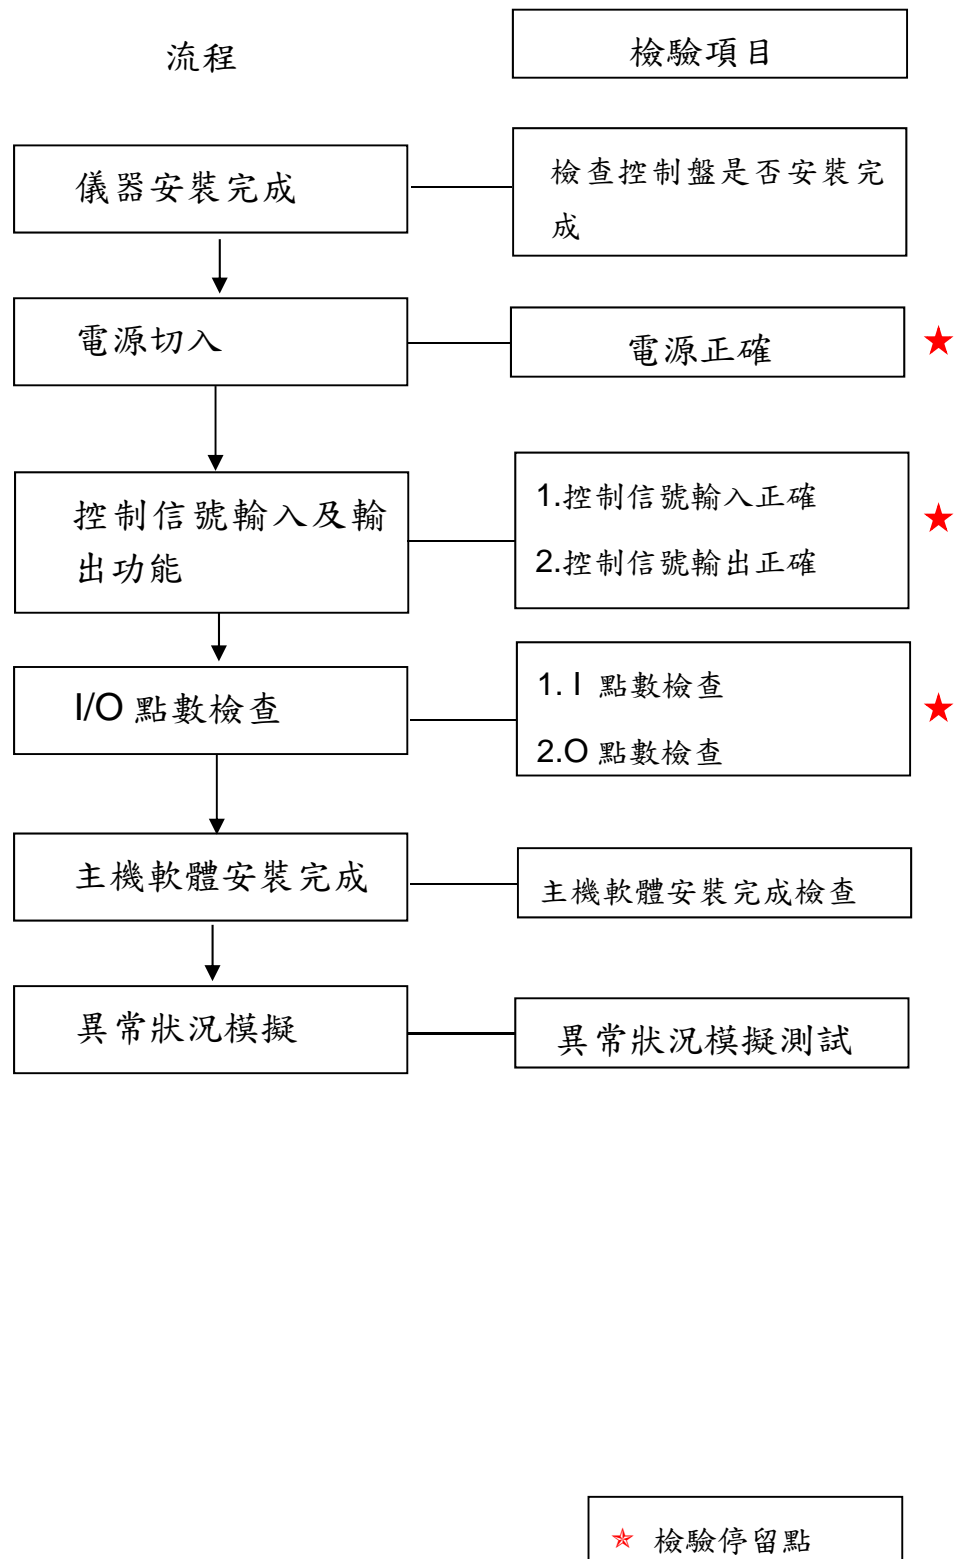 流程
檢驗項目
儀器安裝完成
檢查控制盤是否安裝完
成
電源切入
電源正確
控制信號輸入及輸
出功能
1.控制信號輸入正確
2.控制信號輸出正確
I/O 點數檢查
1. I 點數檢查
2.O 點數檢查
主機軟體安裝完成
主機軟體安裝完成檢查
異常狀況模擬
異常狀況模擬測試
檢驗停留點